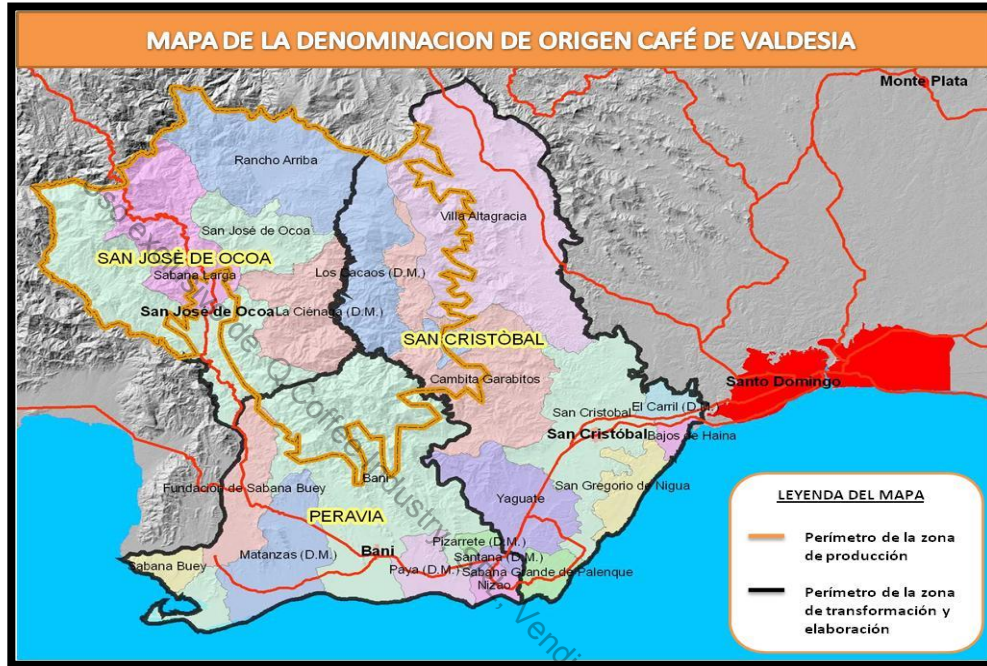 MAPA DE LA DENOMINACION DE ORIGEN CAFÉ DE VALDESIA
Monte Plata
Rancho Arriba
Villa Altagracia
San José de Ocoa
SAN JOSÈ DE OCOA
Sabana Larga
Los Cacaos (D.M.)
San José de Ocoa
La Ciénaga (D.M.)
SAN CRISTÒBAL
Cambita Garabitos
Santo Domingo
San Cristobal
El Carril (D.M.)
San Cristóbal
Bajos de Haina
Bani
Fundación de Sabana Buey
San Gregorio de Nigua
Yaguate
PERAVIA
Pizarrete (D.M.)
Matanzas (D.M.)
Bani
Santana (D.M.)
Sabana Buey
Paya (D.M.)
Sabana Grande de Palenque
Nizao
LEYENDA DEL MAPA
Perímetro de la zona
de producción
Perímetro de la zona
de transformación y
elaboración